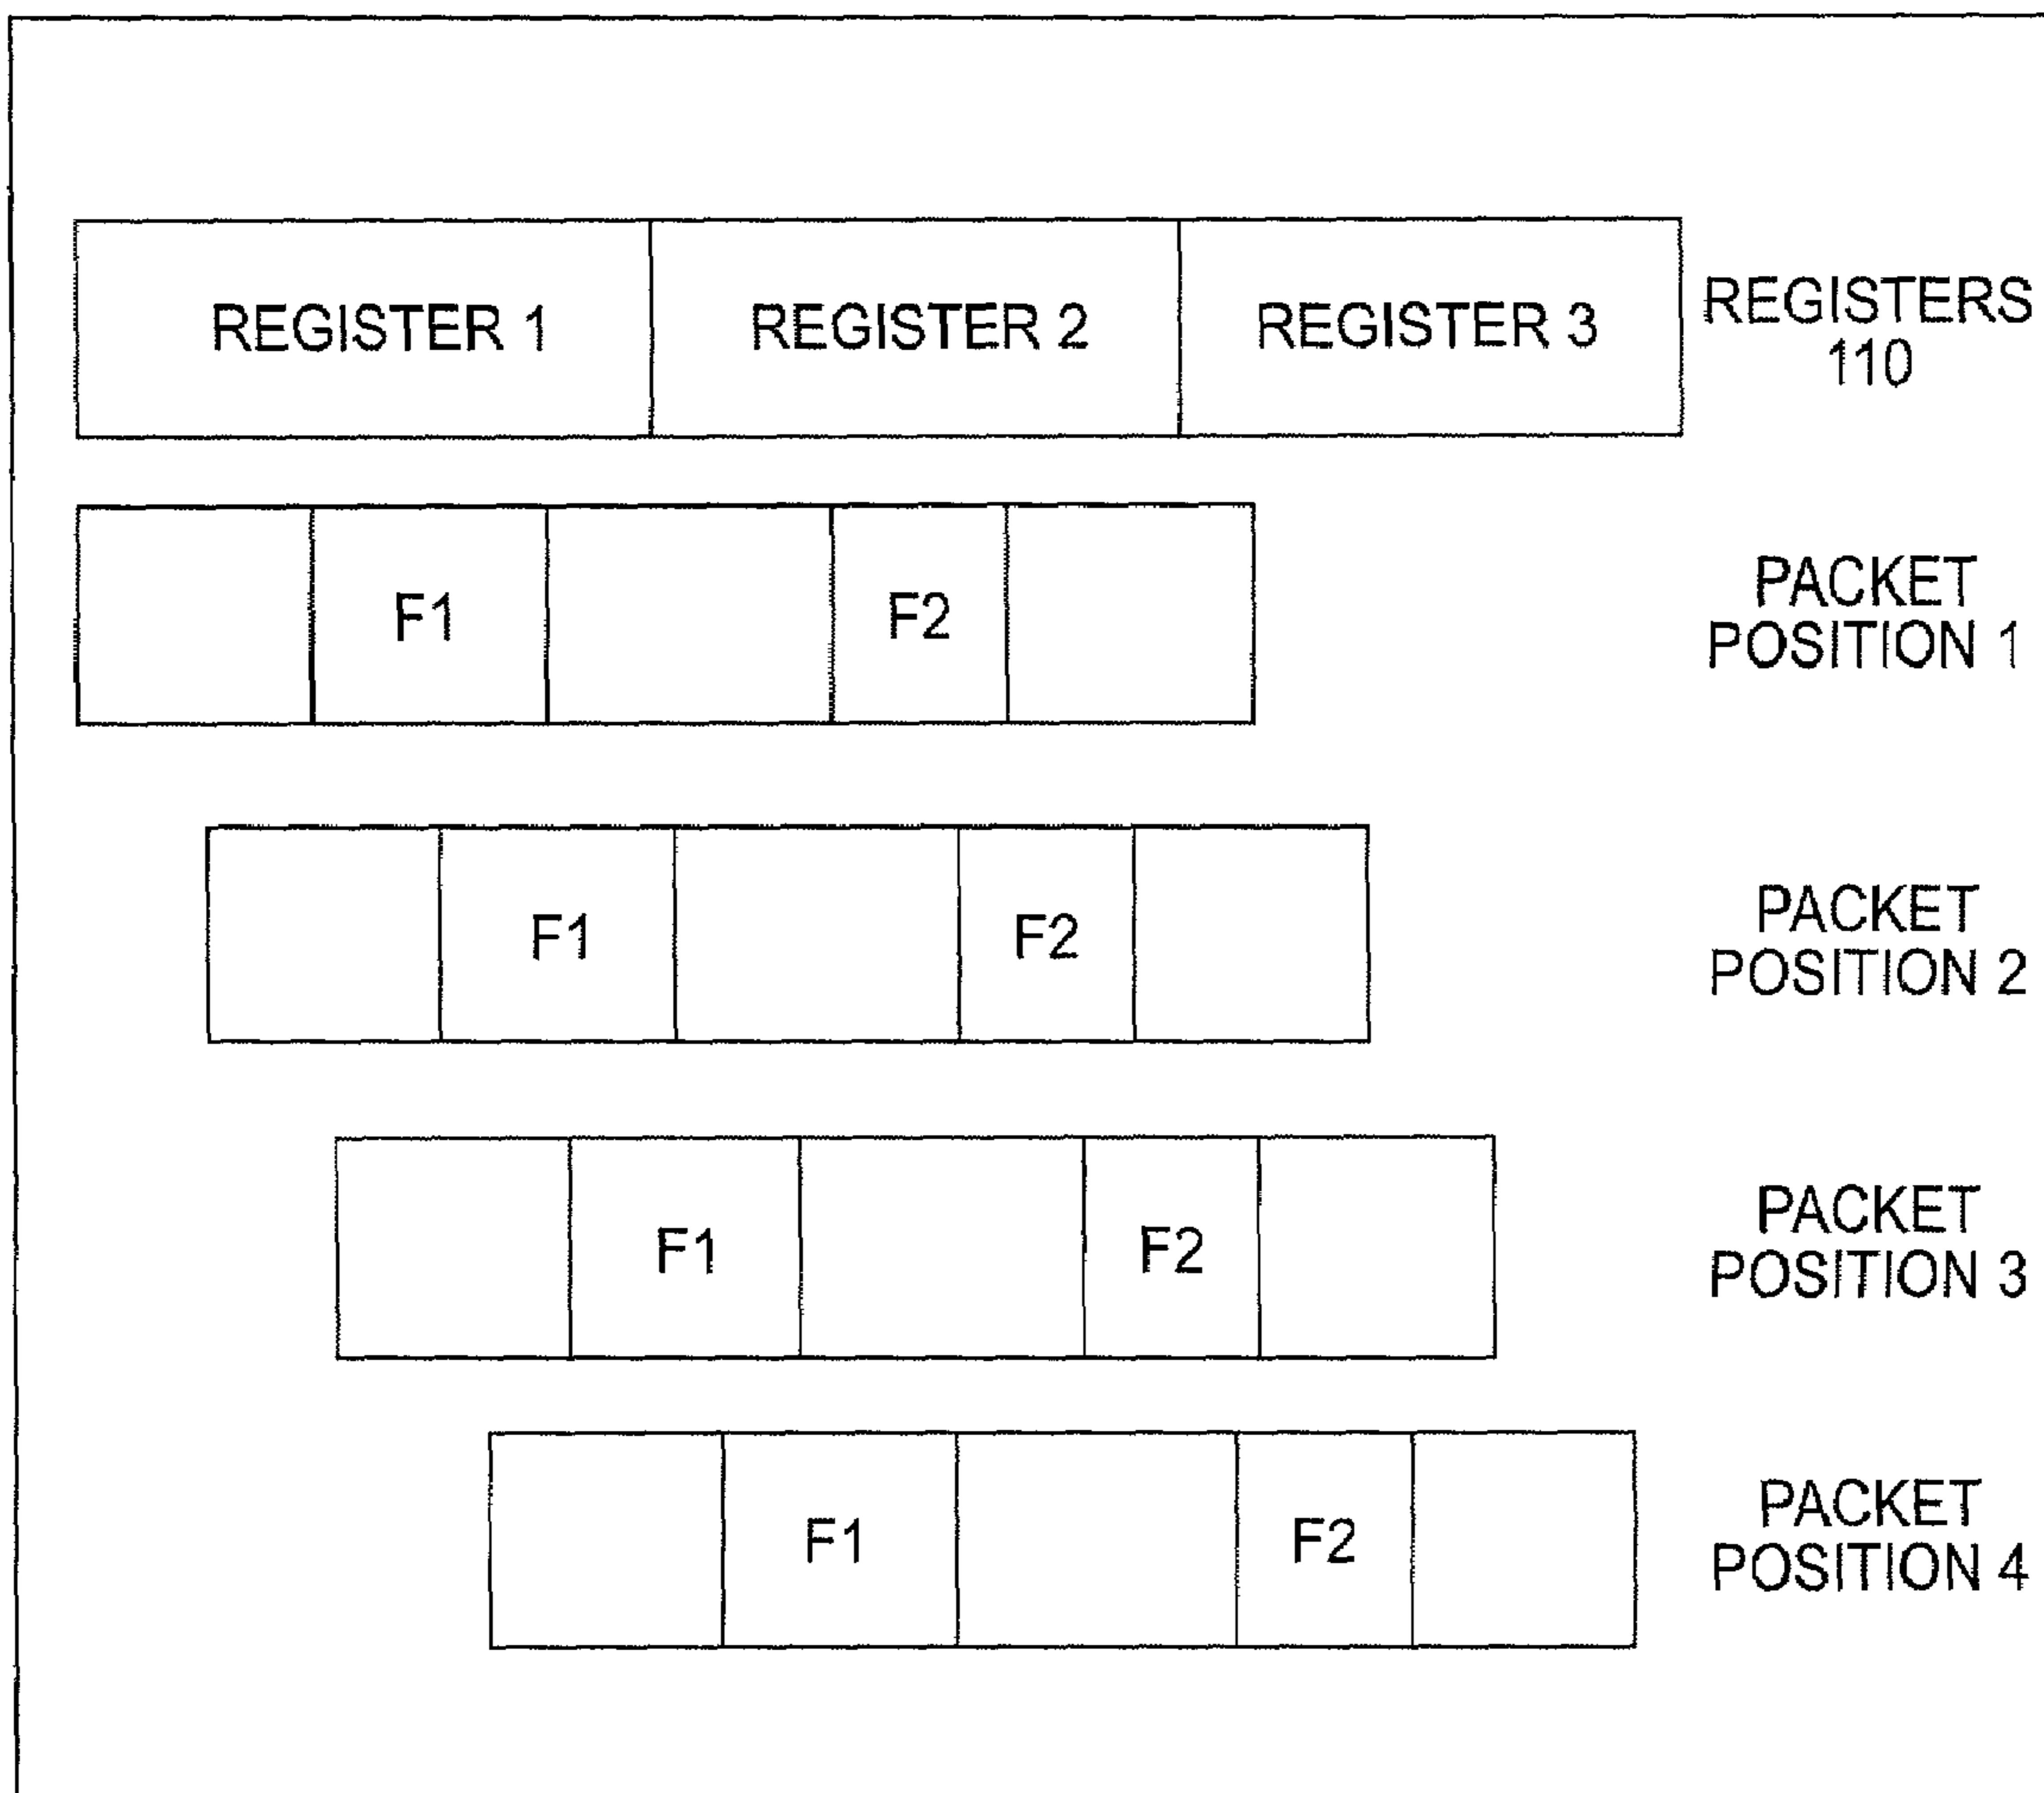 REGISTER 1
REGISTER 2
REGISTER 3
REGISTERS
110
F1
F2
PACKET
POSITION 1
F1
F2
PACKET
POSITION 2
F1
F2
PACKET
POSITION 3
F1
F2
PACKET
POSITION 4